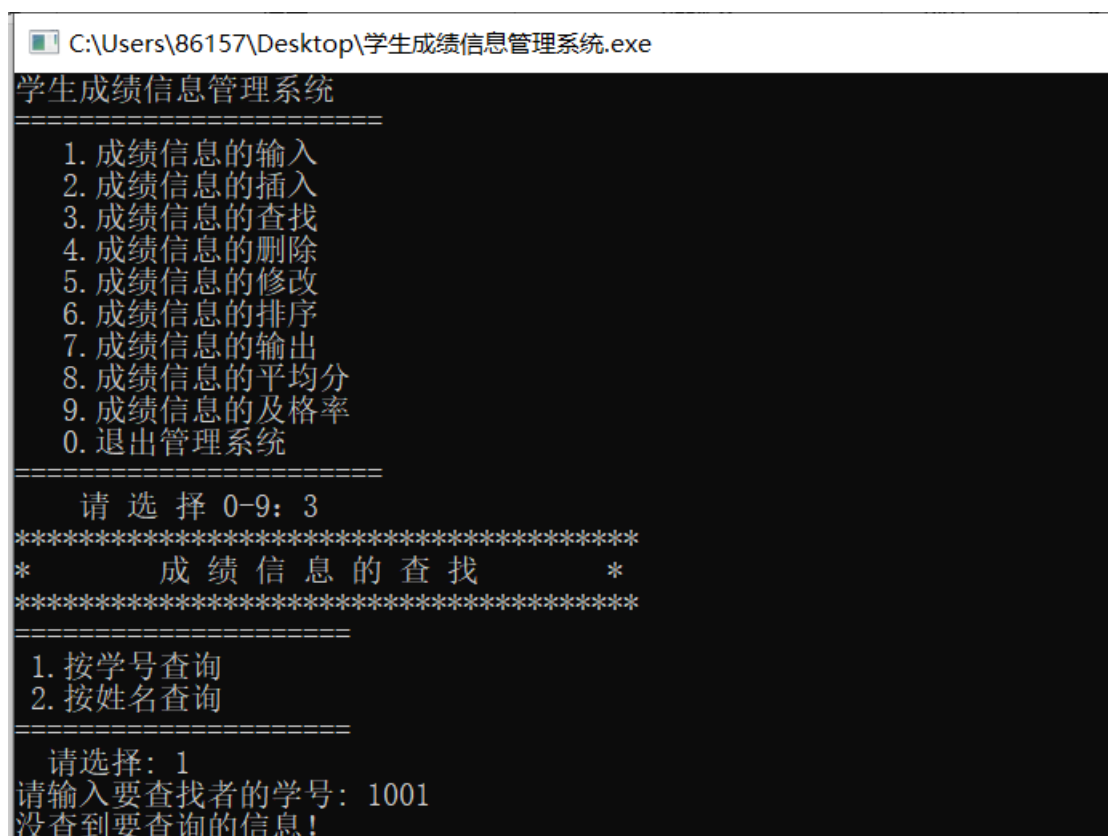 C:\Users\86157\Desktop\学生成绩信息管理系统.exe
学生成绩信息管理系统
=======================
1.成绩信息的输入
2.成绩信息的插入
3.成绩信息的查找
4.成绩信息的删除
5.成绩信息的修改
6.成绩信息的排序
7.成绩信息的输出
8.成绩信息的平均分
9.成绩信息的及格率
0.退出管理系统
=======================
请 选 择 0-9: 3
***************************************
* 成 绩 信 息 的 查 找 *
***************************************
=====================
1.按学号查询
2.按姓名查询
=====================
请选择: 1
请输入要查找者的学号: 1001
没查到要查询的信息!